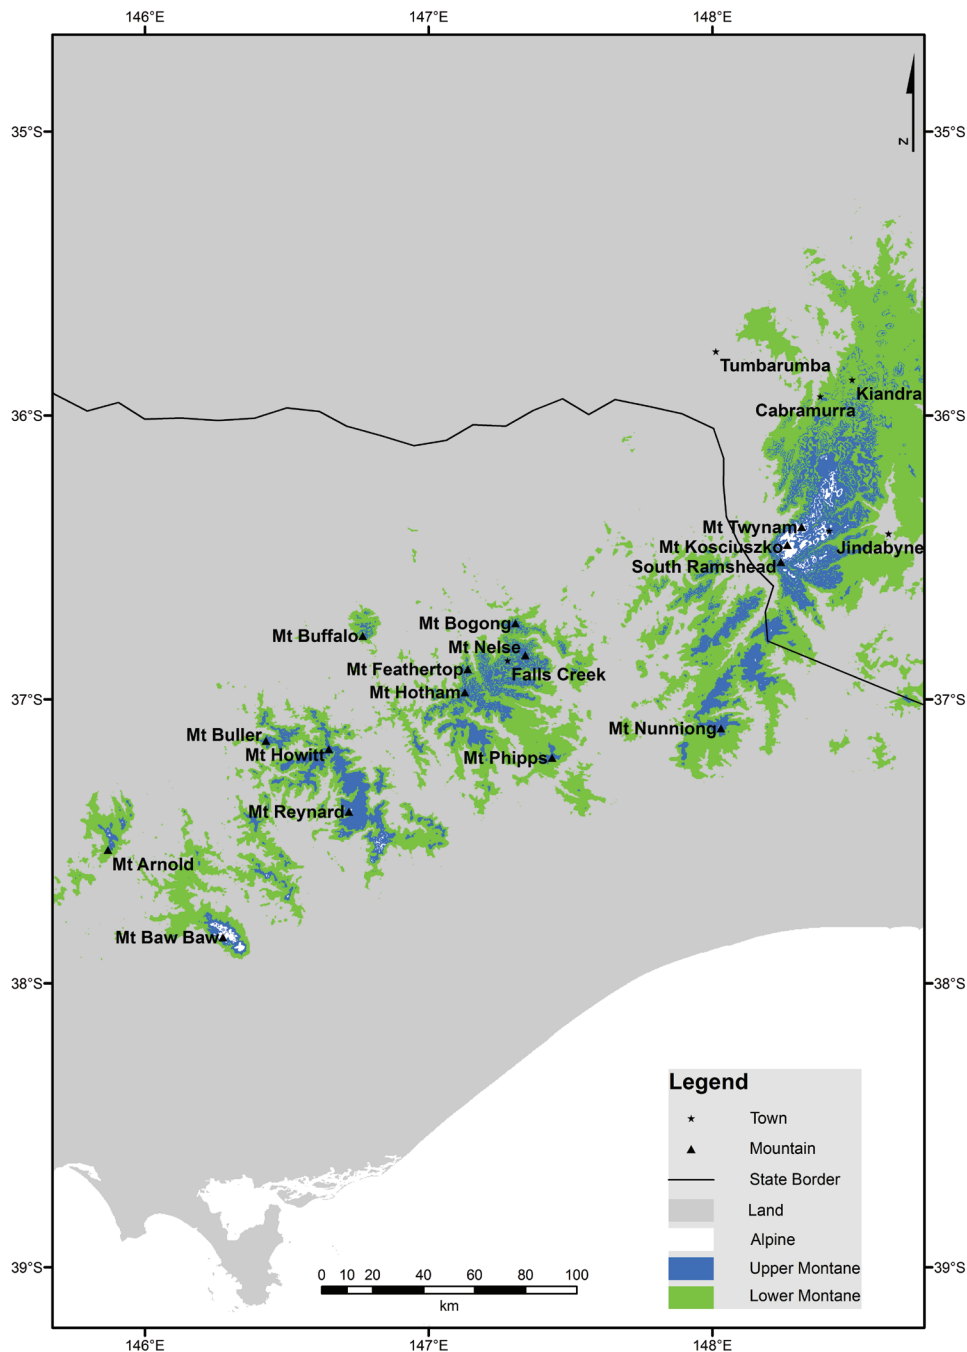 146°E 147°E 148°E
N
35°S 35°S
Tumbarumba
Kiandra
Cabramurra
36°S 36°S
Mt Twynam
Mt Kosciuszko
Jindabyne
South Ramshead
Mt Bogong
Mt Buffalo
Mt Nelse
Mt Feathertop
Falls Creek
Mt Hotham
37°S 37°S
Mt Nunniong
Mt Buller
Mt Howitt
Mt Phipps
Mt Reynard
Mt Arnold
Mt Baw Baw
38°S 38°S
Legend
Town
Mountain
State Border
Land
Alpine
Upper Montane
Lower Montane
39°S 39°S
0 10 20 40 60 80 100
km
146°E 147°E 148°E